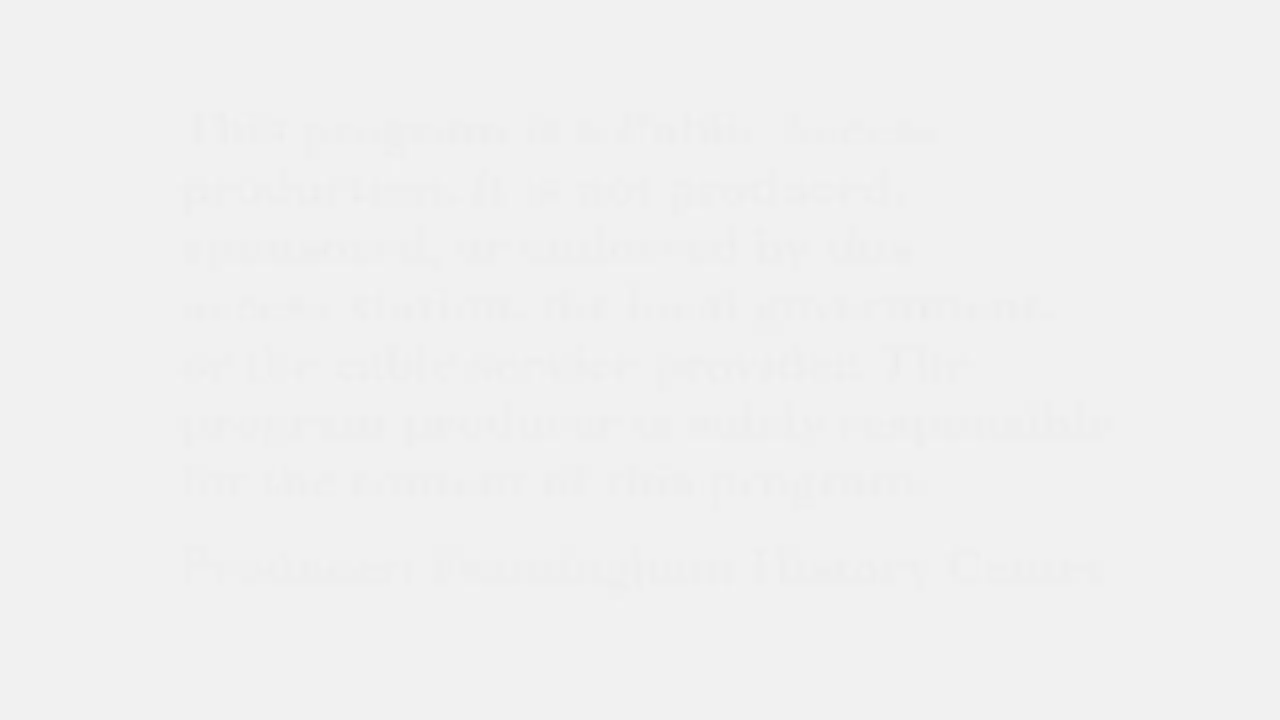 This program is a Public Access
production. It is not produced,
sponsored, or endorsed by this
access station, the local government,
or the cable service provider. The
program producer is solely responsible
for the content of this program.
Producer: Framingham History Center